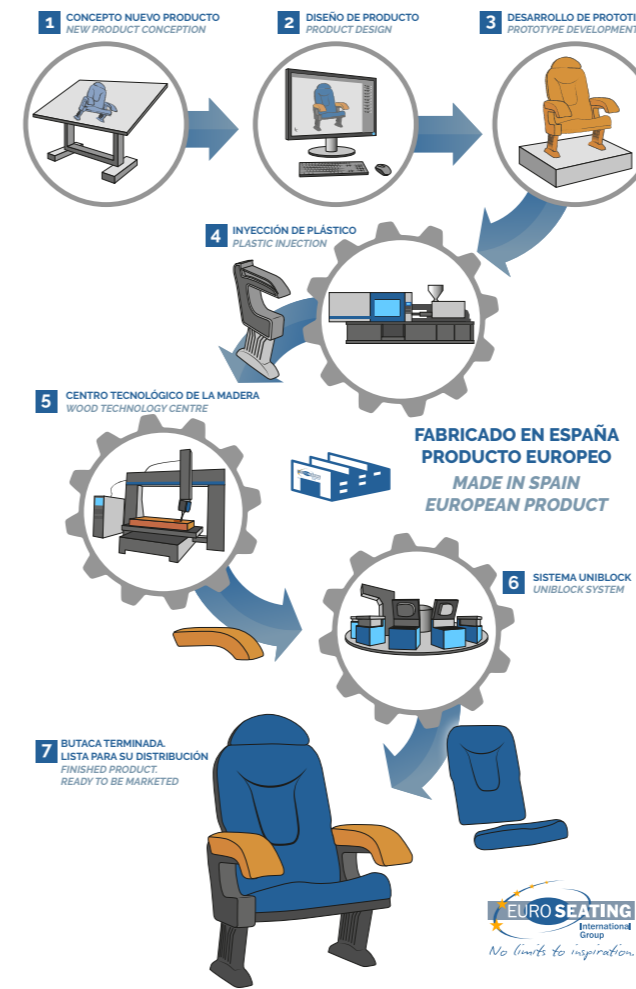 1 CONCEPTO NUEVO PRODUCTO
NEW PRODUCT CONCEPTION
2 DISEÑO DE PRODUCTO
PRODUCT DESIGN
3 DESARROLLO DE PROTOTI
PROTOTYPE DEVELOPMENT
4 INYECCIÓN DE PLÁSTICO
PLASTIC INJECTION
5 CENTRO TECNOLÓGICO DE LA MADERA
WOOD TECHNOLOGY CENTRE
FABRICADO EN ESPAÑA
PRODUCTO EUROPEO
MADE IN SPAIN
EUROPEAN PRODUCT
6 SISTEMA UNIBLOCK
UNIBLOCK SYSTEM
7 BUTACA TERMINADA.
LISTA PARA SU DISTRIBUCIÓN
FINISHED PRODUCT.
READY TO BE MARKETED
EURO SEATING
International
Group
No limits to inspiration.